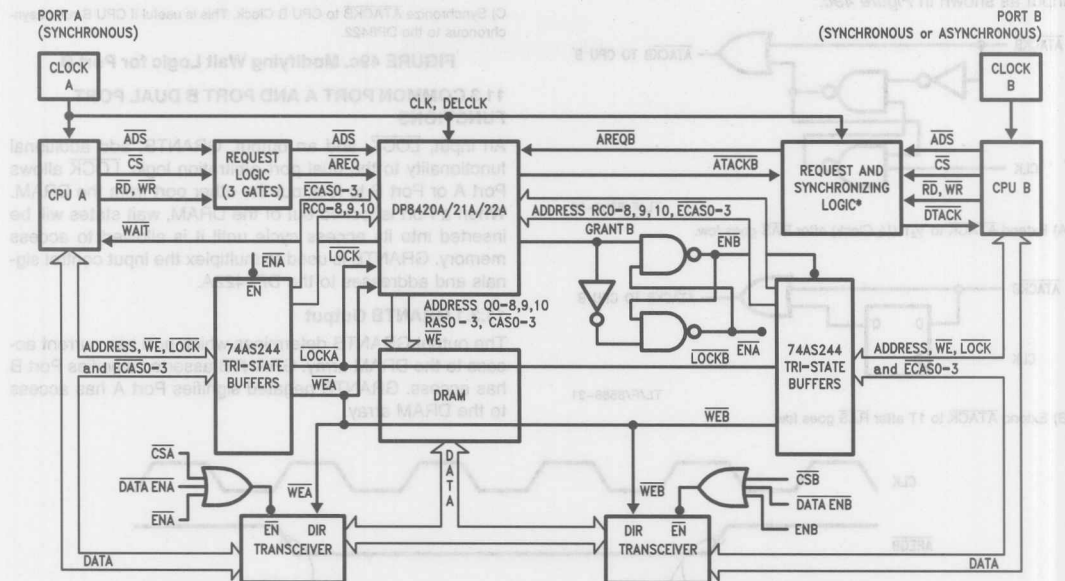 PORT A
(SYNCHRONOUS)
PORT B
(SYNCHRONOUS or ASYNCHRONOUS)
CLOCK
A
CLOCK
B
CLK, DELCLK
ADS
CS
RD, WR
WAIT
CPU A
REQUEST
LOGIC
(3 GATES)
ADS
AREQ
ECAS0-3,
RC0-8,9,10
DP8420A/21A/22A
AREQB
ATACKB
ADDRESS RC0-8,9,10, ECAS0-3
REQUEST AND
SYNCHRONIZING
LOGIC*
ADS
CS
RD, WR
DTACK
CPU B
ENA
EN
LOCK
GRANT B
ENB
ENA
LOCKB
ADDRESS Q0-8,9,10
RAS0-3, CAS0-3
WE
ADDRESS, WE, LOCK
and ECAS0-3
74AS244
TRI-STATE
BUFFERS
LOCKA
WEA
DRAM
WEB
74AS244
TRI-STATE
BUFFERS
ADDRESS, WE, LOCK
and ECAS0-3
CSA
DATA ENA
ENA
WEA
DATA
WEB
CSB
DATA ENB
ENB
EN DIR
TRANSCEIVER
DIR EN
TRANSCEIVER
DATA
DATA